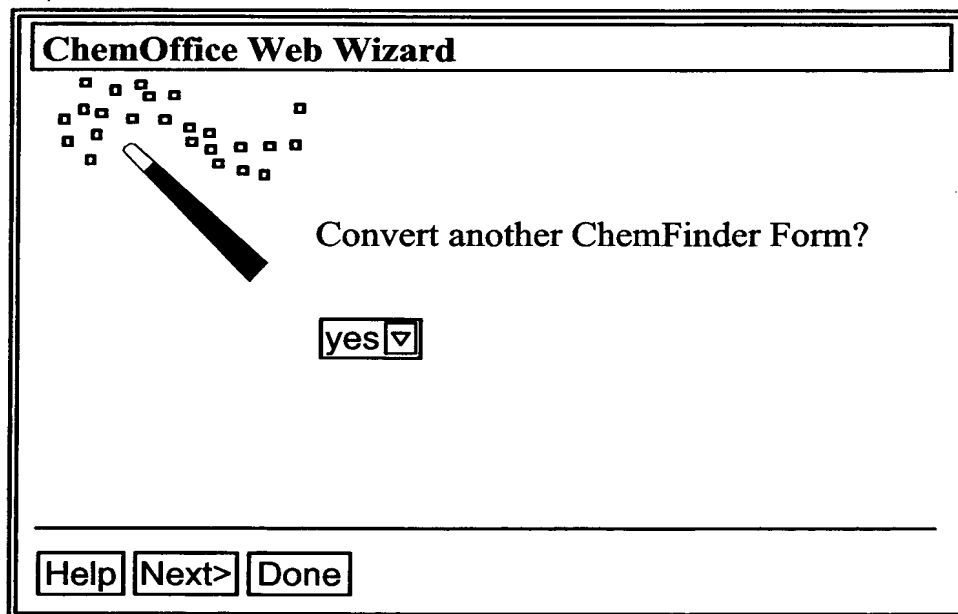 ChemOffice Web Wizard
Convert another ChemFinder Form?
yes
Help Next> Done